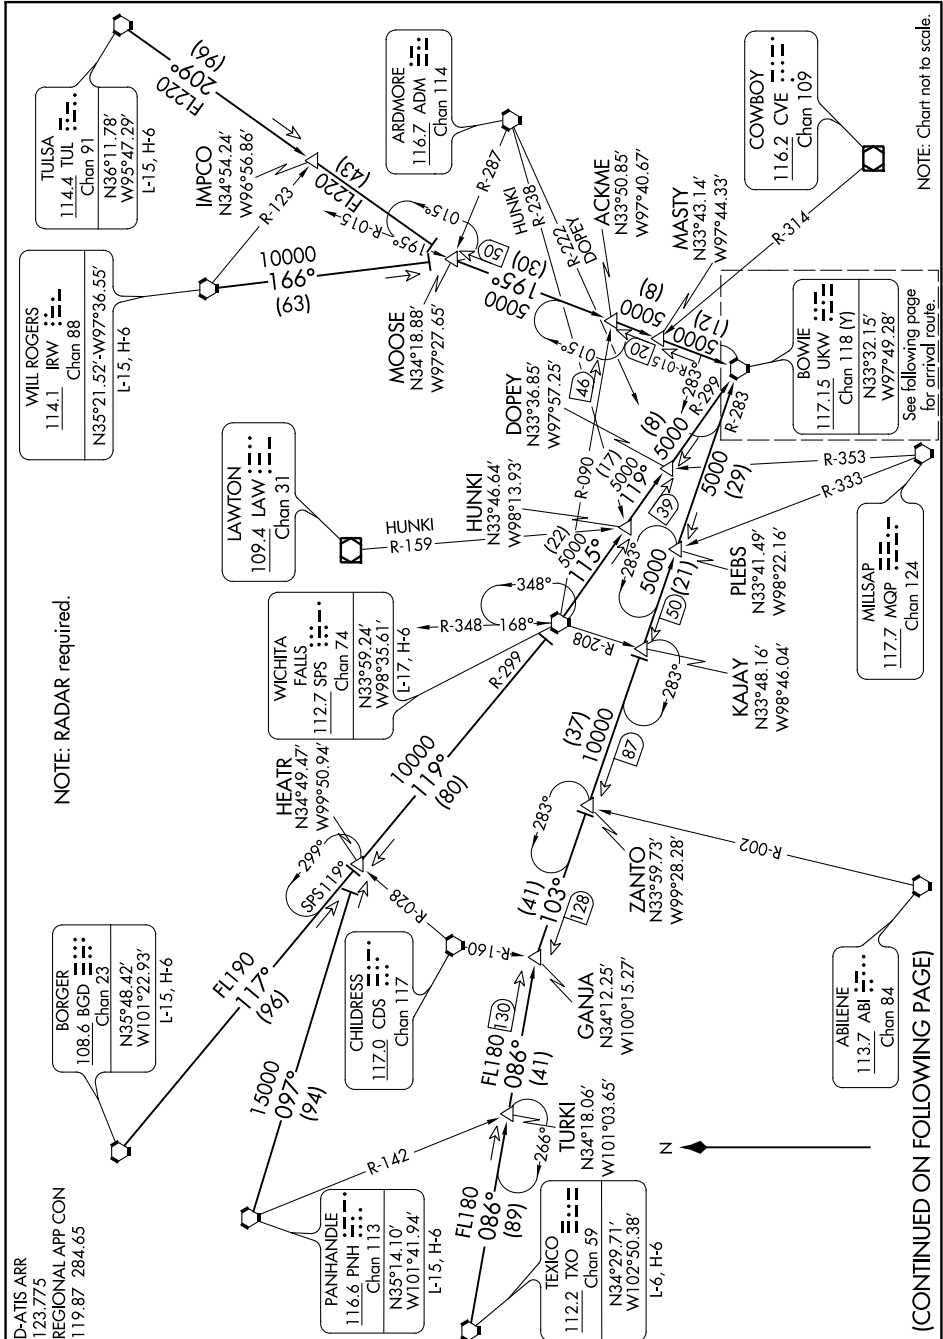 D-ATIS ARR
123.775
REGIONAL APP CON
119.87 284.65
NOTE: RADAR required.
BORGER
108.6 BGD
Chan 23
N35°48.42'
W101°22.93'
L-15, H-6
FL190
117°
(96)
PANHANDLE
116.6 PNH
Chan 113
N35°14.10'
W101°41.94'
L-15, H-6
15000
097°
(94)
R-142
TEXICO
112.2 TXO
Chan 59
N34°29.71'
W102°50.38'
L-6, H-6
FL180
086°
(89)
266°
TURKI
N34°18.06'
W101°03.65'
FL180
130
086°
(41)
GANJA
N34°12.25'
W100°15.27'
CHILDRESS
117.0 CDS
Chan 117
R-160
R-028
HEATR
N34°49.47'
W99°50.94'
299°
SPS119°
10000
119°
(80)
R-299
(41)
103°
128
283°
ZANTO
N33°59.73'
W99°28.28'
R-002
ABILENE
113.7 ABI
Chan 84
(37)
10000
87
KAJAY
N33°48.16'
W98°46.04'
283°
WICHITA
FALLS
112.7 SPS
Chan 74
N33°59.24'
W98°35.61'
L-17, H-6
R-348
168°
348°
R-208
LAWTON
109.4 LAW
Chan 31
HUNKI
R-159
HUNKI
N33°46.64'
W98°13.93'
(22)
5000
115°
R-090
46
5000
(21)
50
283°
PLEBS
N33°41.49'
W98°22.16'
(17)
5000
119°
39
DOPEY
N33°36.85'
W97°57.25'
(8)
5000
283°
R-299
R-283
5000
(29)
R-353
R-333
MILLSAP
117.7 MQP
Chan 124
WILL ROGERS
114.1 IRW
Chan 88
N35°21.52'-W97°36.55'
L-15, H-6
10000
166°
(63)
R-123
TULSA
114.4 TUL
Chan 91
N36°11.78'
W95°47.29'
L-15, H-6
FL220
209°
(96)
IMPCO
N34°54.24'
W96°56.86'
FL220
(43)
R-015
195°
015°
MOOSE
N34°18.88'
W97°27.65'
50
5000
195°
(30)
ARDMORE
116.7 ADM
Chan 114
R-287
HUNKI
R-238
R-222
DOPEY
ACKME
N33°50.85'
W97°40.67'
015°
20
5000
(8)
MASTY
N33°43.14'
W97°44.33'
R-015
5000
(12)
R-314
COWBOY
116.2 CVE
Chan 109
BOWIE
117.15 UKW
Chan 118 (Y)
N33°32.15'
W97°49.28'
See following page
for arrival route.
N
NOTE: Chart not to scale.
(CONTINUED ON FOLLOWING PAGE)